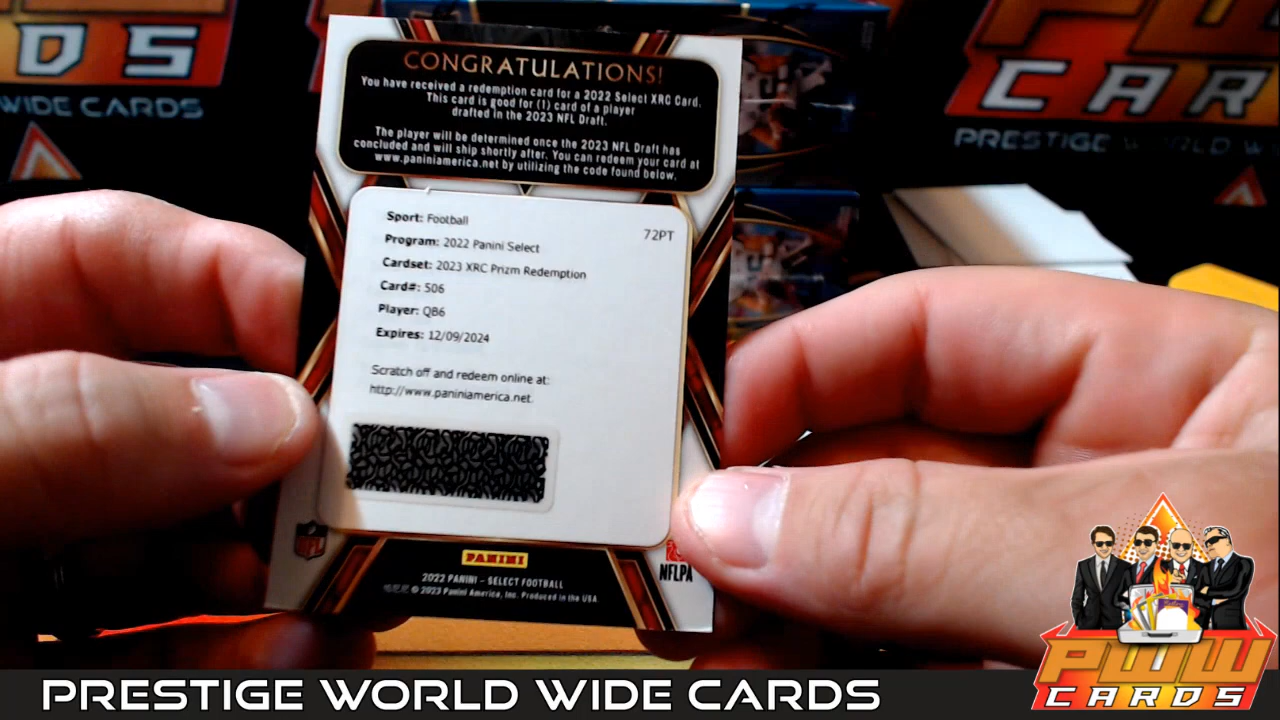 DS
WIDE CARDS
PWW
CAR
PRESTIGE WORLD W
CONGRATULATIONS!
You have received a redemption card for a 2022 Select XRC Card.
This card is good for (1) card of a player
drafted in the 2023 NFL Draft.
The player will be determined once the 2023 NFL Draft has
concluded and will ship shortly after. You can redeem your card at
www.paniniamerica.net by utilizing the code found below.
72PT
Sport: Football
Program: 2022 Panini Select
Cardset: 2023 XRC Prizm Redemption
Card#: 506
Player: QB6
Expires: 12/09/2024
Scratch off and redeem online at:
http://www.paniniamerica.net.
NFL
PANINI
NFLPA
2022 PANINI – SELECT FOOTBALL
© 2023 Panini America, Inc. Produced in the USA.
PWW
CARDS
PRESTIGE WORLD WIDE CARDS